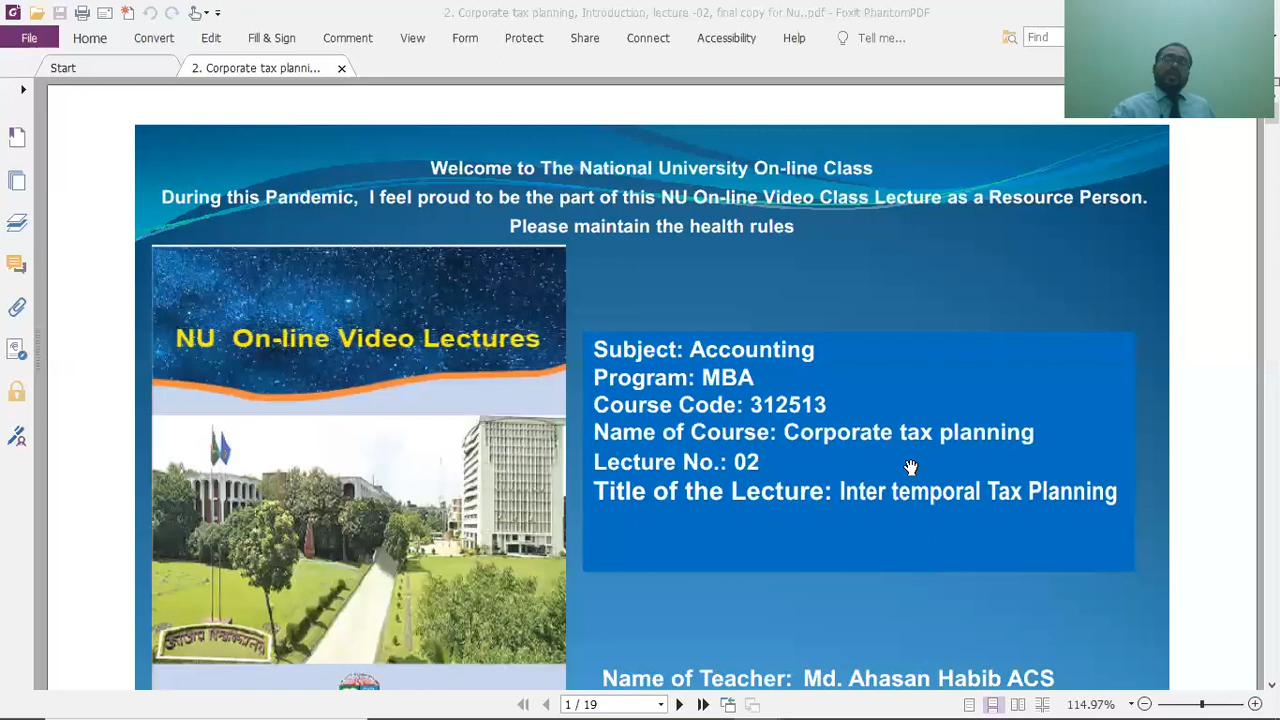 2. Corporate tax planning, Introduction, lecture -02, final copy for Nu..pdf - Foxit PhantomPDF
File Home Convert Edit Fill & Sign Comment View Form Protect Share Connect Accessibility Help Tell me... Find
Start 2. Corporate tax planni...
Welcome to The National University On-line Class
During this Pandemic, I feel proud to be the part of this NU On-line Video Class Lecture as a Resource Person.
Please maintain the health rules
NU On-line Video Lectures
Subject: Accounting
Program: MBA
Course Code: 312513
Name of Course: Corporate tax planning
Lecture No.: 02
Title of the Lecture: Inter temporal Tax Planning
জাতীয় বিশ্ববিদ্যালয়
Name of Teacher: Md. Ahasan Habib ACS
1 / 19
114.97%